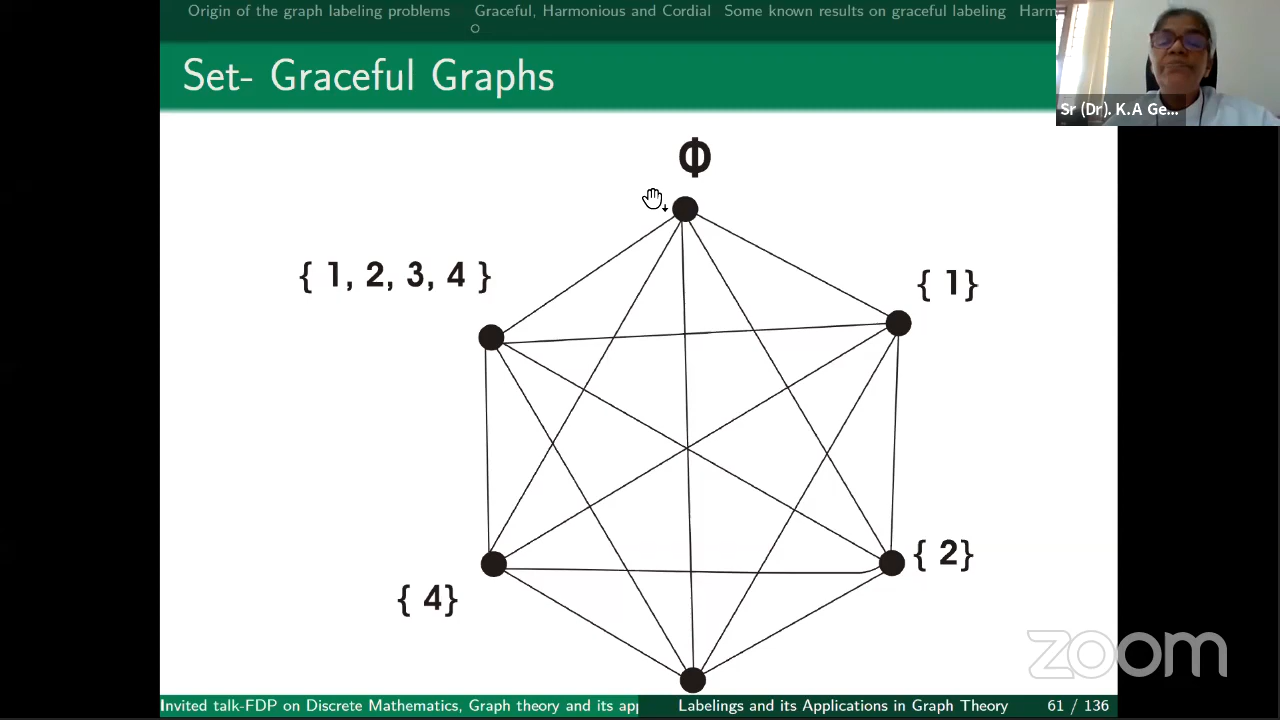 Origin of the graph labeling problems Graceful, Harmonious and Cordial Some known results on graceful labeling Harm
Set- Graceful Graphs
Sr (Dr). K.A Ge...
Φ
{ 1, 2, 3, 4 }
{ 1}
{ 2}
{ 4}
zoom
Invited talk-FDP on Discrete Mathematics, Graph theory and its app
Labelings and its Applications in Graph Theory 61 / 136